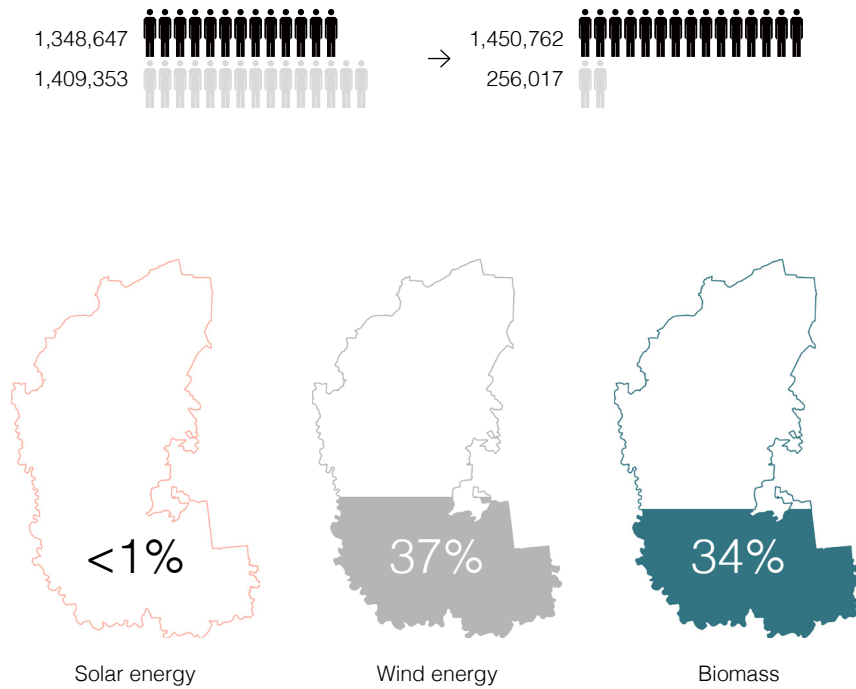 1,348,647 → 1,450,762
1,409,353 256,017
<1% 37% 34%
Solar energy Wind energy Biomass